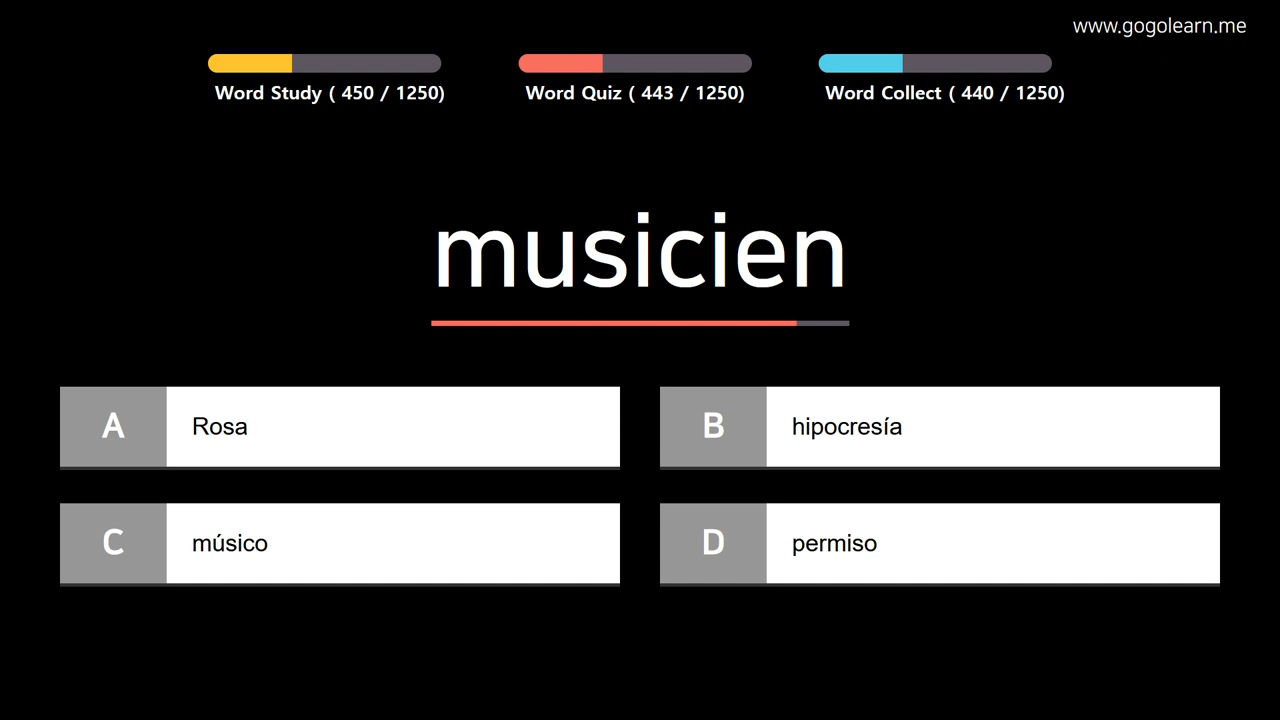 www.gogolearn.me
Word Study ( 450 / 1250)
Word Quiz ( 443 / 1250)
Word Collect ( 440 / 1250)
musicien
A
Rosa
B
hipocresía
C
músico
D
permiso